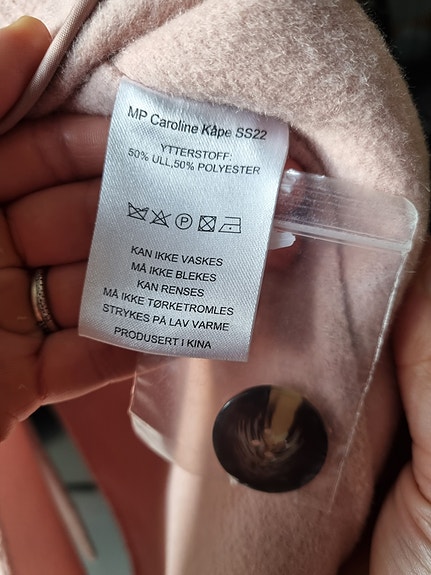 MP Caroline Kåpe SS22
YTTERSTOFF:
50% ULL,50% POLYESTER
P
KAN IKKE VASKES
MÅ IKKE BLEKES
KAN RENSES
MÅ IKKE TØRKETROMLES
STRYKES PÅ LAV VARME
PRODUSERT I KINA